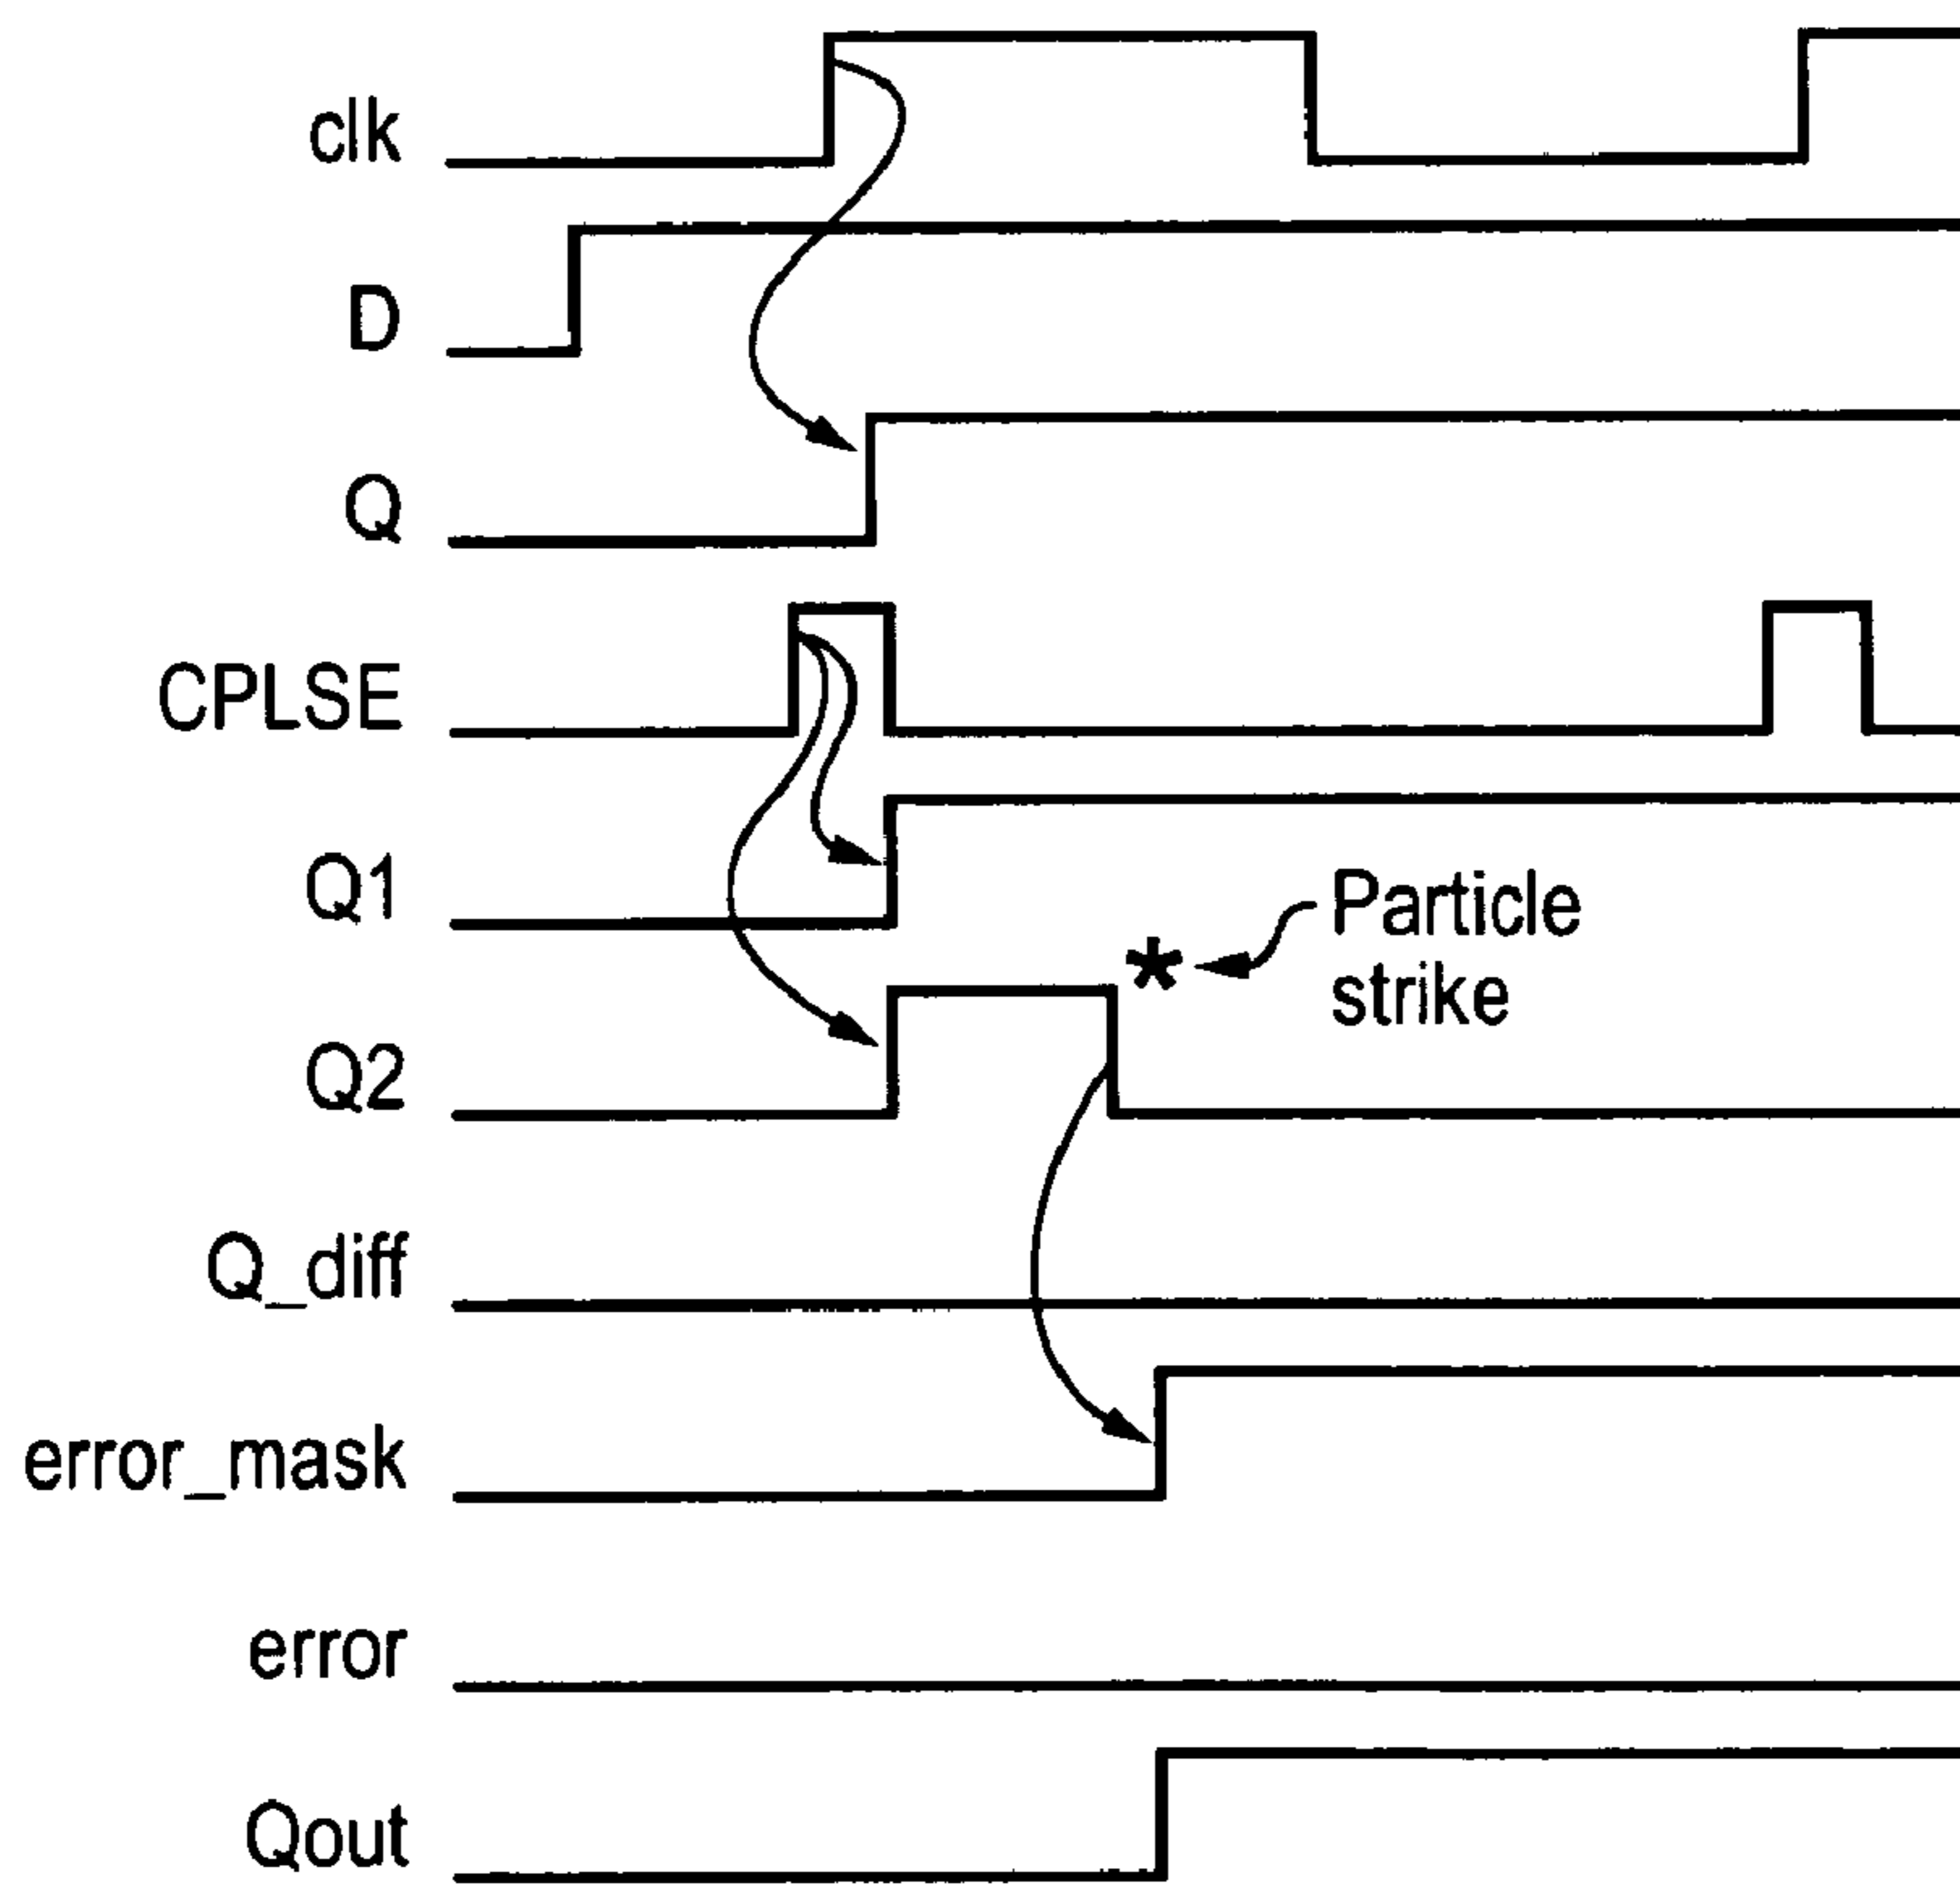 clk
D
Q
CPLSE
Q1
* Particle
strike
Q2
Q_diff
error_mask
error
Qout